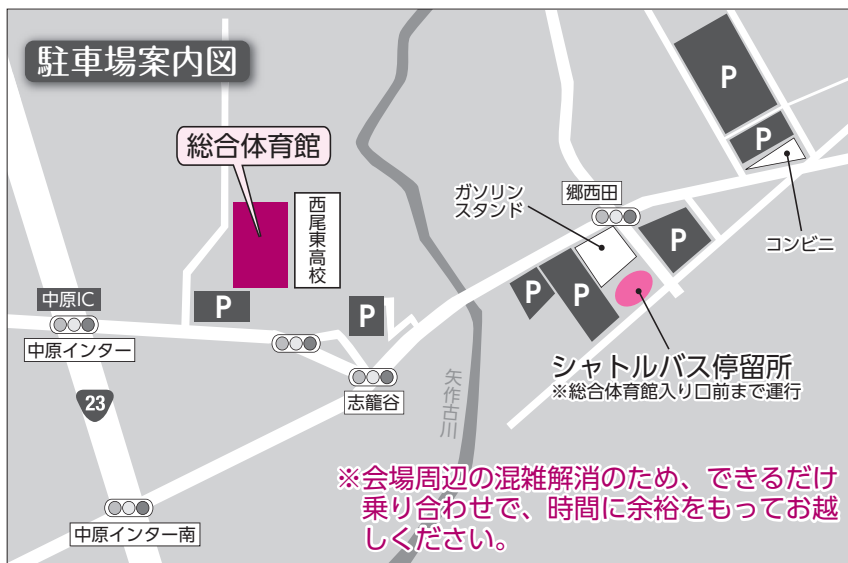 駐車場案内図
総合体育館
西尾東高校
P
P
P
P
P
P
P
ガソリン
スタンド
郷西田
コンビニ
中原IC
中原インター
23
志籠谷
矢作古川
シャトルバス停留所
※総合体育館入り口前まで運行
中原インター南
※会場周辺の混雑解消のため、できるだけ
乗り合わせで、時間に余裕をもってお越
しください。